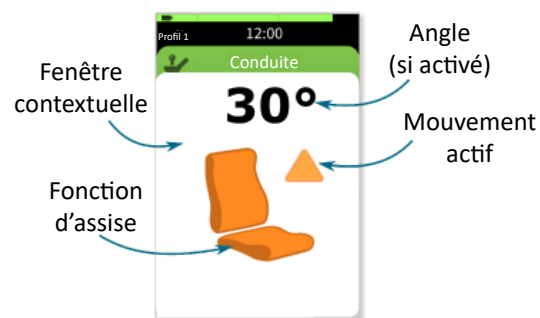 Profil 1
12:00
Conduite
30°
Angle
(si activé)
Fenêtre
contextuelle
Mouvement
actif
Fonction
d'assise